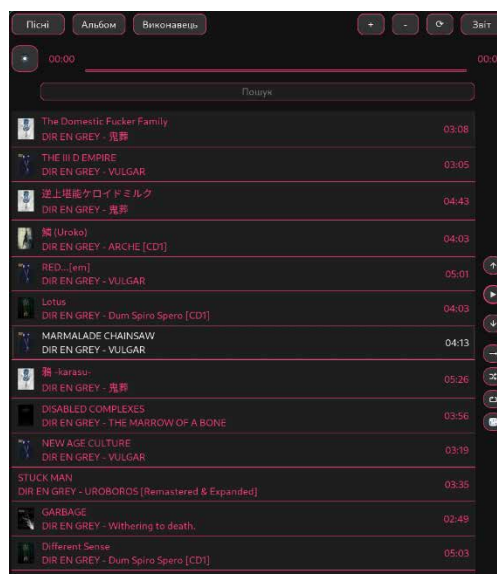 Пісні Альбом Виконавець + - ⟳ Звіт
00:00 00:0
Пошук
The Domestic Fucker Family 03:08
DIR EN GREY - 鬼葬
THE III D EMPIRE 03:05
DIR EN GREY - VULGAR
逆上堪能ケロイドミルク 04:43
DIR EN GREY - 鬼葬
鱗 (Uroko) 04:03
DIR EN GREY - ARCHE [CD1]
RED...[em] 05:01
DIR EN GREY - VULGAR
Lotus 04:03
DIR EN GREY - Dum Spiro Spero [CD1]
MARMALADE CHAINSAW 04:13
DIR EN GREY - VULGAR
鴉 -karasu- 05:26
DIR EN GREY - 鬼葬
DISABLED COMPLEXES 03:56
DIR EN GREY - THE MARROW OF A BONE
NEW AGE CULTURE 03:19
DIR EN GREY - VULGAR
STUCK MAN 03:35
DIR EN GREY - UROBOROS [Remastered & Expanded]
GARBAGE 02:49
DIR EN GREY - Withering to death.
Different Sense 05:03
DIR EN GREY - Dum Spiro Spero [CD1]